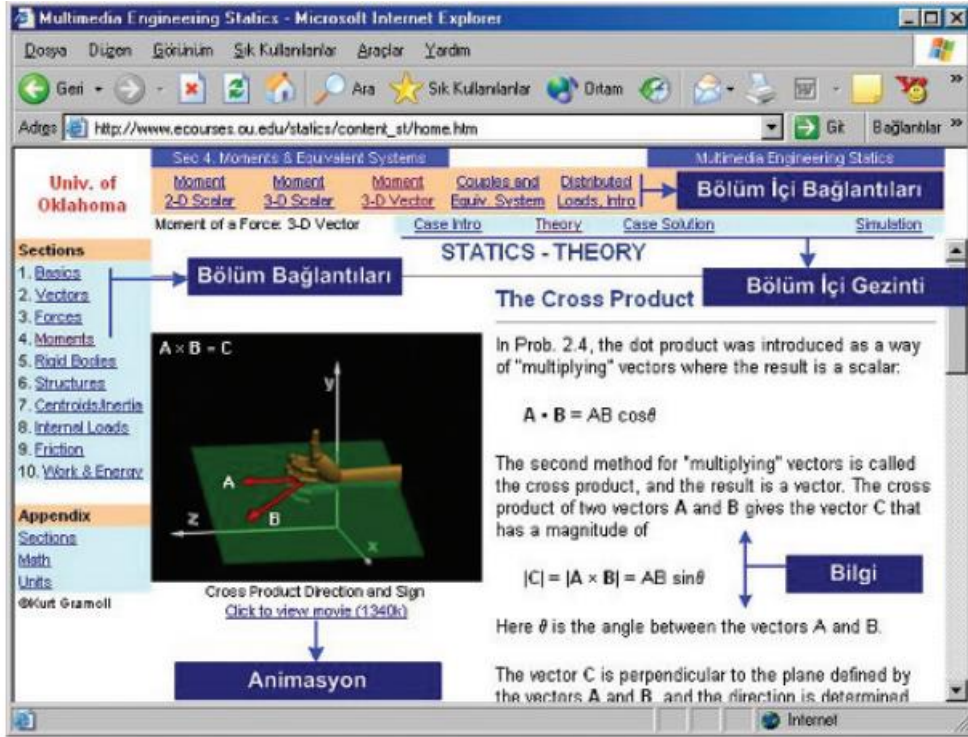 Multimedia Engineering Statics - Microsoft Internet Explorer
Dosya Düzen Görünüm Sık Kullanılanlar Araçlar Yardım
Geri Ara Sık Kullanılanlar Ortam
Adres http://www.ecourses.ou.edu/statics/content_st/home.htm Git Bağlantılar »
Sec 4. Moments & Equivalent Systems Multimedia Engineering Statics
Univ. of
Oklahoma
Moment
2-D Scaler
Moment
3-D Scaler
Moment
3-D Vector
Couples and
Equiv. System
Distributed
Loads, Intro
Bölüm İçi Bağlantıları
Moment of a Force: 3-D Vector
Case Intro Theory Case Solution Simulation
Sections
1. Basics
2. Vectors
3. Forces
4. Moments
5. Rigid Bodies
6. Structures
7. Centroids/Inertia
8. Internal Loads
9. Friction
10. Work & Energy
Appendix
Sections
Math
Units
©Kurt Gramoll
Bölüm Bağlantıları
STATICS - THEORY
Bölüm İçi Gezinti
A × B = C
y
A
B
z
x
Cross Product Direction and Sign
Click to view movie (1340k)
Animasyon
The Cross Product
In Prob. 2.4, the dot product was introduced as a way
of "multiplying" vectors where the result is a scalar:
A • B = AB cosθ
The second method for "multiplying" vectors is called
the cross product, and the result is a vector. The cross
product of two vectors A and B gives the vector C that
has a magnitude of
|C| = |A × B| = AB sinθ
Bilgi
Here θ is the angle between the vectors A and B.
The vector C is perpendicular to the plane defined by
the vectors A and B, and the direction is determined
Internet